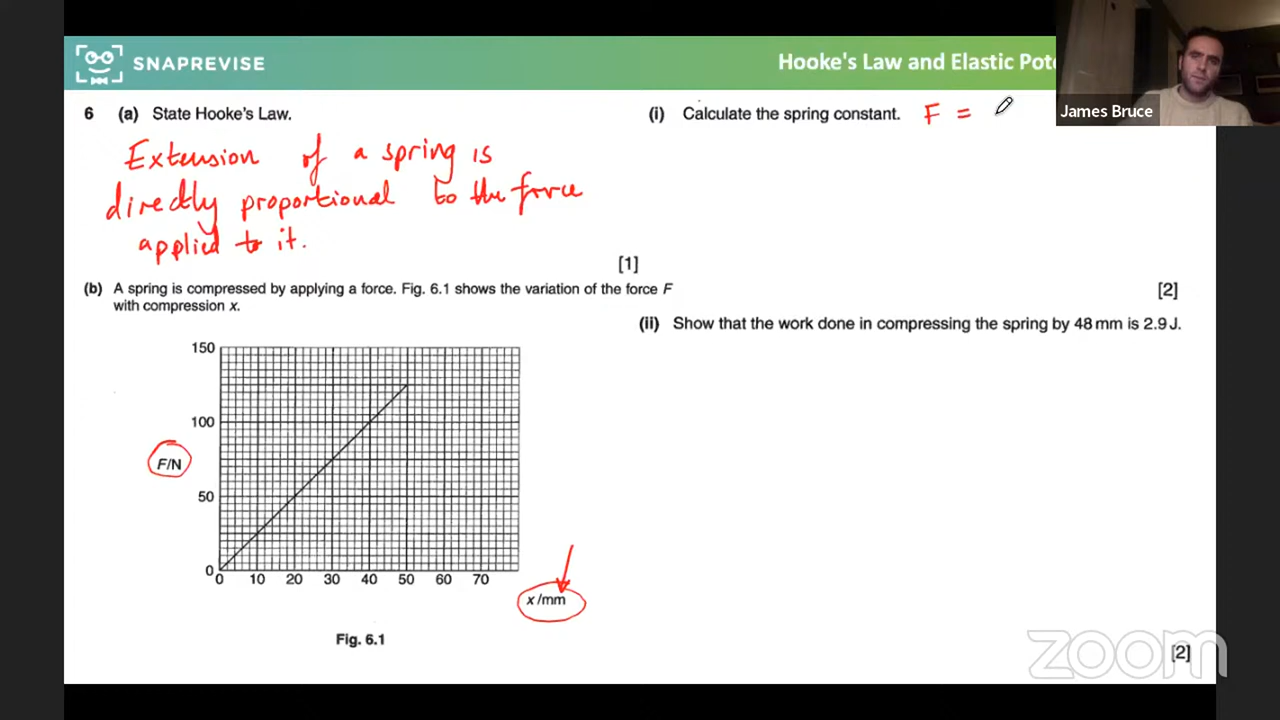 SNAPREVISE
Hooke's Law and Elastic Pote
James Bruce
6 (a) State Hooke's Law.
Extension of a spring is
directly proportional to the force
applied to it.
[1]
(b) A spring is compressed by applying a force. Fig. 6.1 shows the variation of the force F
with compression x.
150
100
F/N
50
0
0 10 20 30 40 50 60 70
x/mm
Fig. 6.1
(i) Calculate the spring constant. F =
[2]
(ii) Show that the work done in compressing the spring by 48 mm is 2.9 J.
[2]
zoom